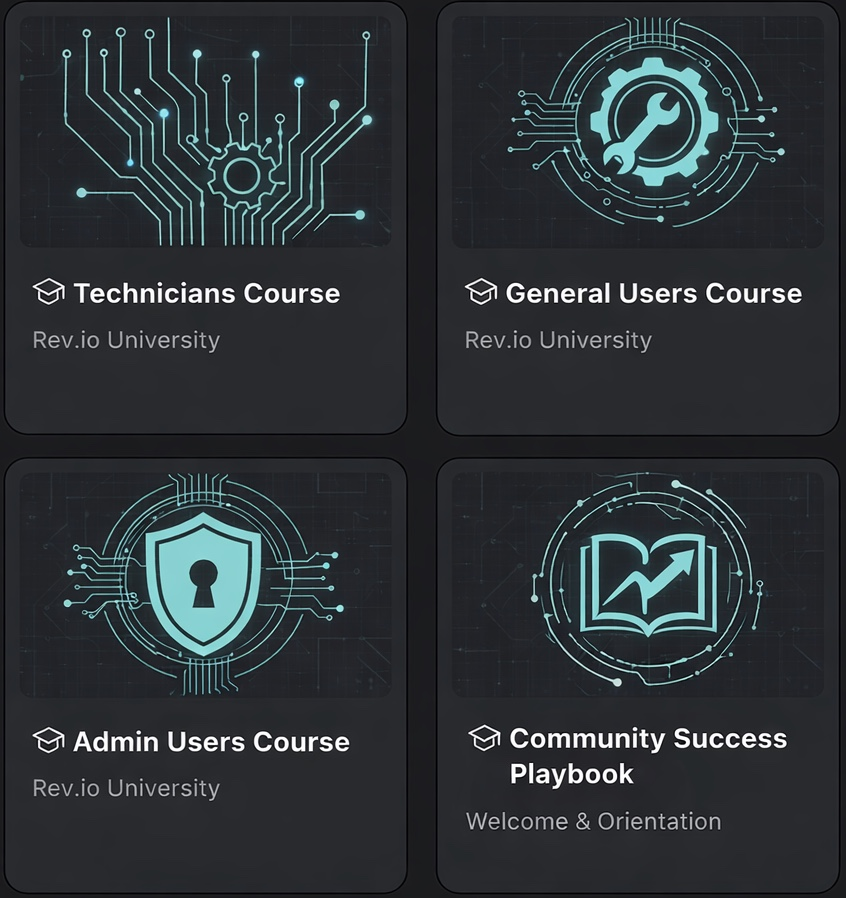 Technicians Course
Rev.io University
General Users Course
Rev.io University
Admin Users Course
Rev.io University
Community Success
Playbook
Welcome & Orientation